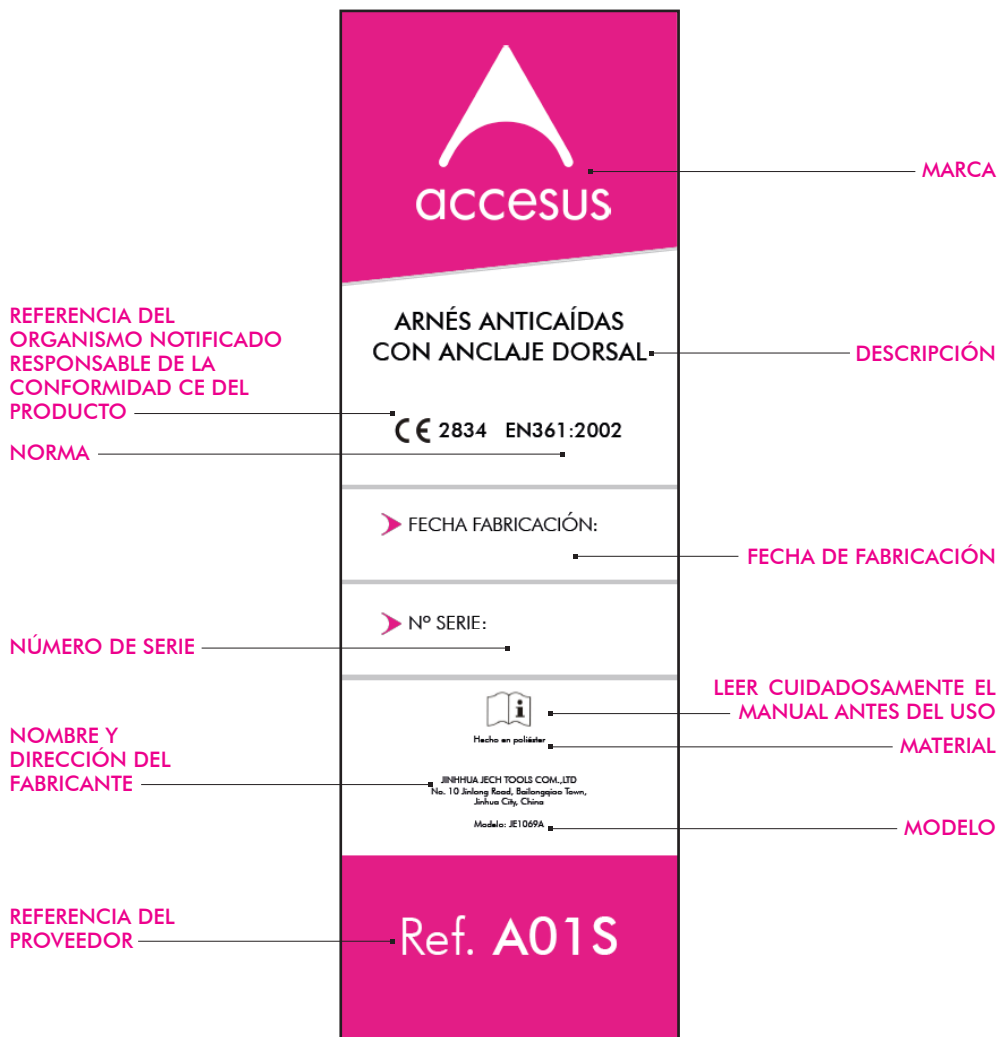 accesus
MARCA
REFERENCIA DEL
ORGANISMO NOTIFICADO
RESPONSABLE DE LA
CONFORMIDAD CE DEL
PRODUCTO
ARNÉS ANTICAÍDAS
CON ANCLAJE DORSAL
DESCRIPCIÓN
CE 2834 EN361:2002
NORMA
FECHA FABRICACIÓN:
FECHA DE FABRICACIÓN
Nº SERIE:
NÚMERO DE SERIE
LEER CUIDADOSAMENTE EL
MANUAL ANTES DEL USO
i
Hecho en poliéster
MATERIAL
NOMBRE Y
DIRECCIÓN DEL
FABRICANTE
JINHHUA JECH TOOLS COM.,LTD
No. 10 Jinlong Road, Bailongqiao Town,
Jinhua City, China
Modelo: JE1069A
MODELO
REFERENCIA DEL
PROVEEDOR
Ref. A01S